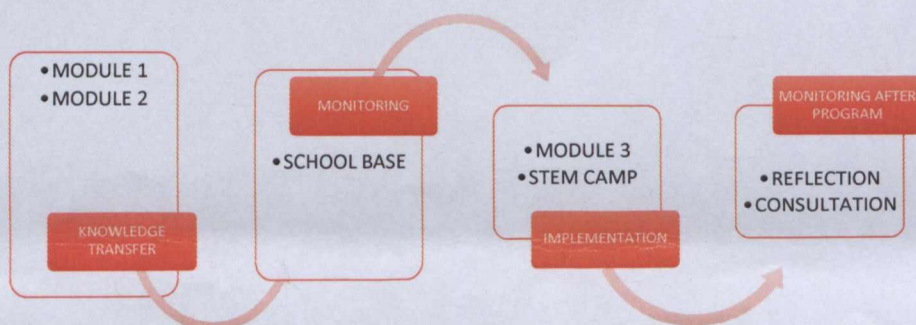 • MODULE 1
• MODULE 2
KNOWLEDGE
TRANSFER
MONITORING
• SCHOOL BASE
• MODULE 3
• STEM CAMP
IMPLEMENTATION
MONITORING AFTER
PROGRAM
• REFLECTION
• CONSULTATION